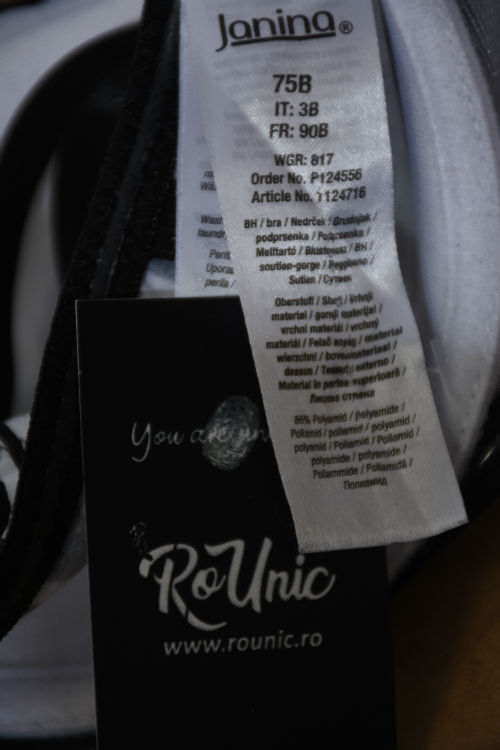 Janina®
75B
IT: 3B
FR: 90B
WGR: 817
Order No. P124556
Article No. 1124716
BH / bra / Nedrček / Grudnjak /
podprsenka / Podprsenka /
Melltartó / Biustonosz / BH /
soutien-gorge / Reggiseno /
Sutien / Сутиен
Oberstoff / Shell / Vrhnji
material / gornji materijal /
vrchní materiál / vrchný
materiál / Felső anyag / material
wierzchni / bovenmateriaal /
dessus / Tessuto esterno /
Material în partea superioară /
Лицева страна
86% Polyamid / polyamide /
Poliamid / poliamid / polyamid /
polyamid / Poliamid / Poliamid /
polyamide / polyamide /
Poliammide / Poliamidă /
Полиамид
You are
RoUnic
www.rounic.ro